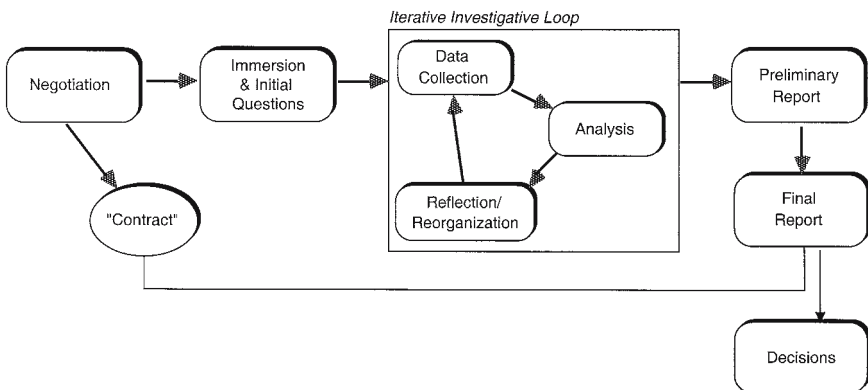 Iterative Investigative Loop
Negotiation
Immersion
& Initial
Questions
Data
Collection
Analysis
Reflection/
Reorganization
Preliminary
Report
"Contract"
Final
Report
Decisions